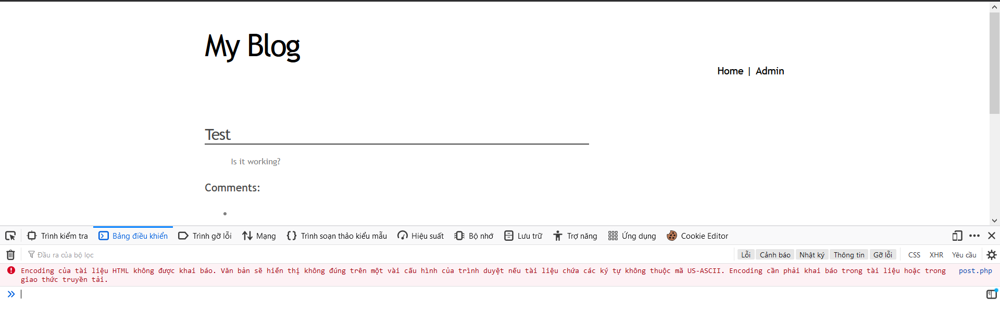 My Blog
Home | Admin
Test
Is it working?
Comments:
Trình kiểm tra Bảng điều khiển Trình gỡ lỗi Mạng Trình soạn thảo kiểu mẫu Hiệu suất Bộ nhớ Lưu trữ Trợ năng Ứng dụng Cookie Editor
Đầu ra của bộ lọc Lỗi Cảnh báo Nhật ký Thông tin Gỡ lỗi CSS XHR Yêu cầu
Encoding của tài liệu HTML không được khai báo. Văn bản sẽ hiển thị không đúng trên một vài cấu hình của trình duyệt nếu tài liệu chứa các ký tự không thuộc mã US-ASCII. Encoding cần phải khai báo trong tài liệu hoặc trong post.php
giao thức truyền tải.